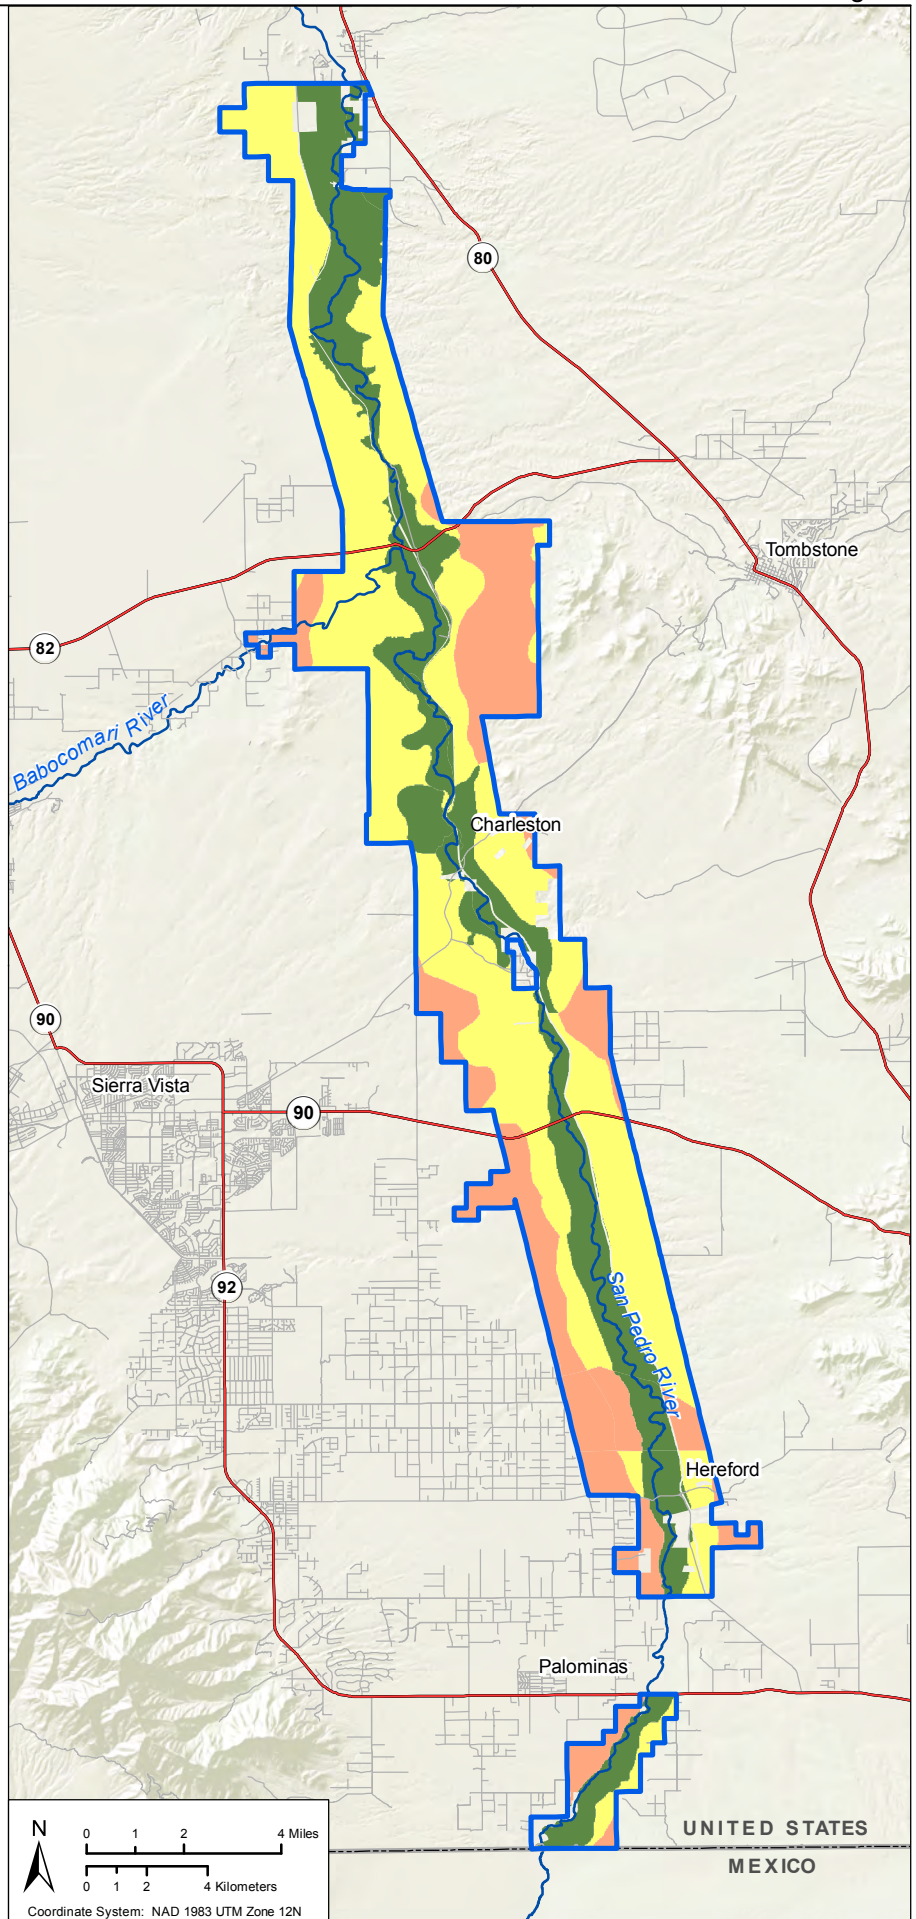 80
Tombstone
82
Babocomari River
Charleston
90
Sierra Vista
90
92
San Pedro River
Hereford
Palominas
UNITED STATES
MEXICO
N
0 1 2 4 Miles
0 1 2 4 Kilometers
Coordinate System: NAD 1983 UTM Zone 12N